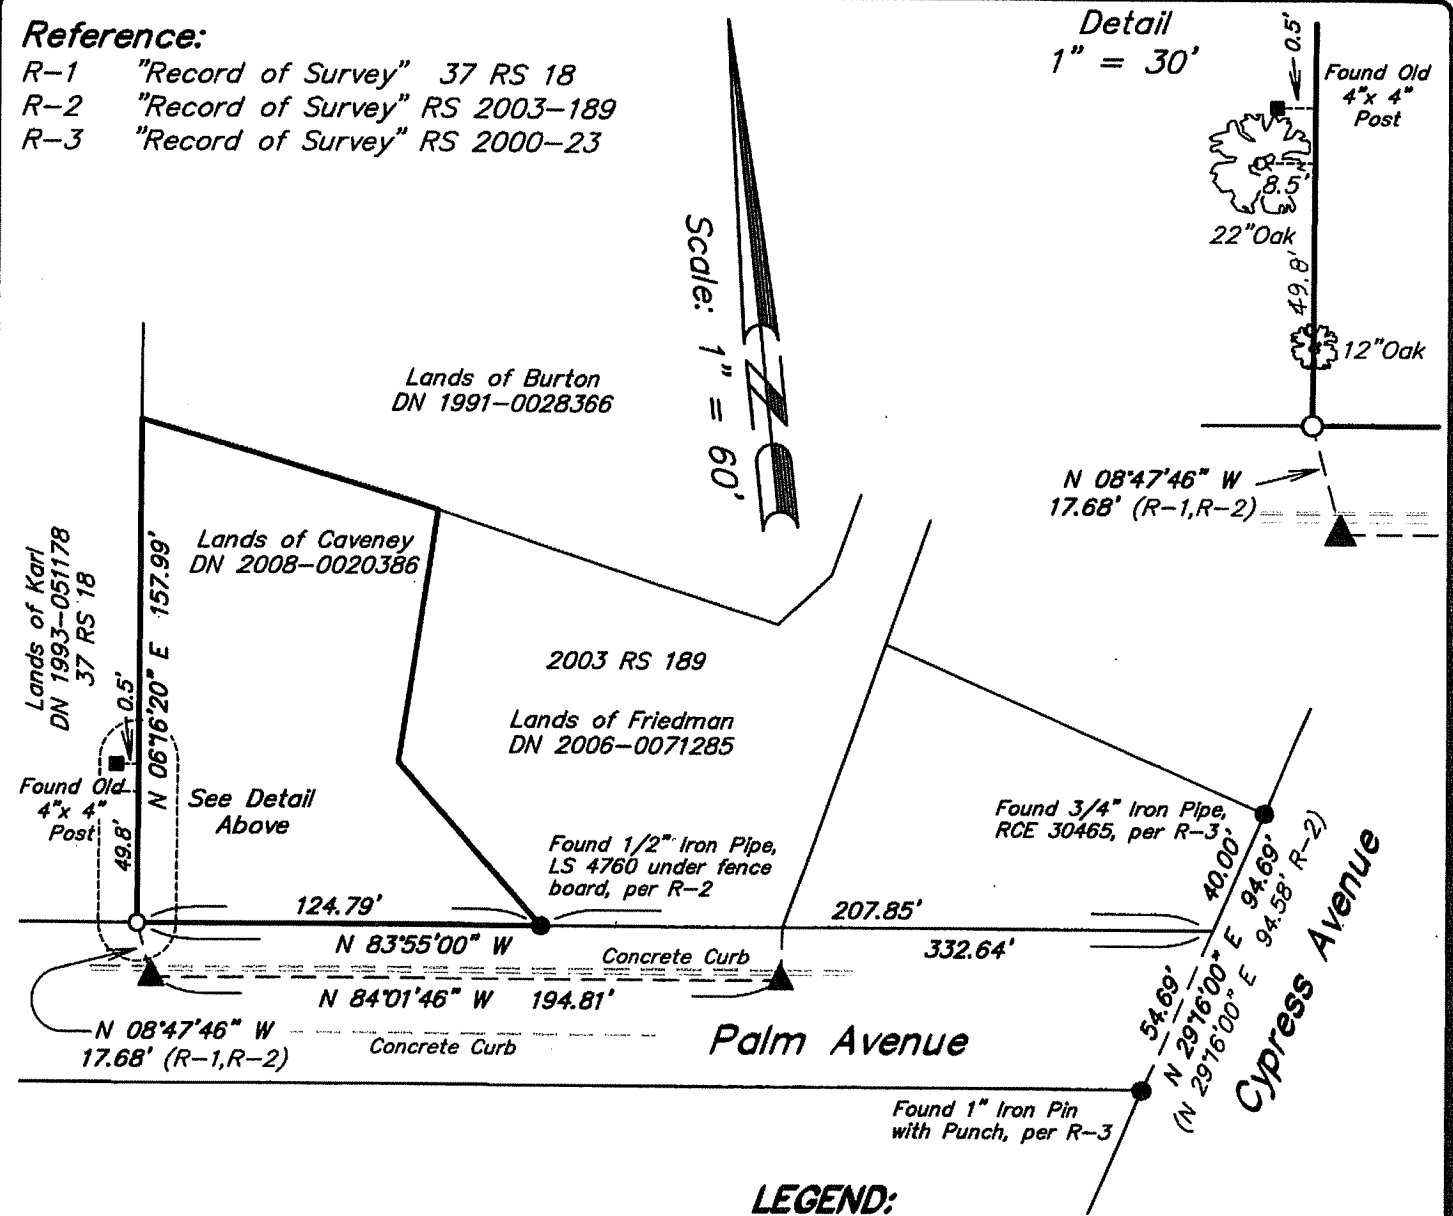 Reference:
R-1 "Record of Survey" 37 RS 18
R-2 "Record of Survey" RS 2003-189
R-3 "Record of Survey" RS 2000-23
Detail
1" = 30'
0.5'
Found Old
4"x 4"
Post
8.5'
22"Oak
49.8'
12"Oak
N 08°47'46" W
17.68' (R-1,R-2)
Scale: 1" = 60'
N
Lands of Burton
DN 1991-0028366
Lands of Caveney
DN 2008-0020386
Lands of Karl
DN 1993-051178
37 RS 18
N 06°16'20" E 157.99'
0.5'
Found Old
4"x 4"
Post
49.8'
See Detail
Above
2003 RS 189
Lands of Friedman
DN 2006-0071285
Found 1/2" Iron Pipe,
LS 4760 under fence
board, per R-2
Found 3/4" Iron Pipe,
RCE 30465, per R-3
40.00'
94.69'
94.58' R-2)
124.79'
207.85'
N 83°55'00" W
332.64'
Concrete Curb
N 84°01'46" W 194.81'
54.69'
N 29°16'00" E
(N 29°16'00" E
Cypress Avenue
N 08°47'46" W
17.68' (R-1,R-2)
Concrete Curb
Palm Avenue
Found 1" Iron Pin
with Punch, per R-3
LEGEND: